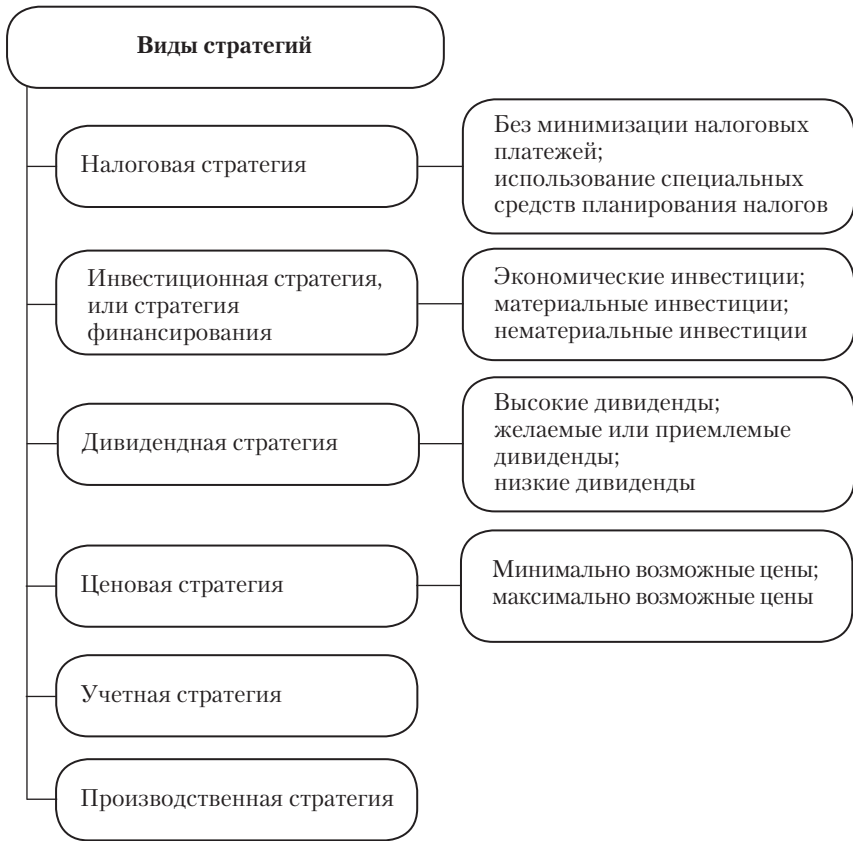 Виды стратегий
Налоговая стратегия
Без минимизации налоговых
платежей;
использование специальных
средств планирования налогов
Инвестиционная стратегия,
или стратегия
финансирования
Экономические инвестиции;
материальные инвестиции;
нематериальные инвестиции
Дивидендная стратегия
Высокие дивиденды;
желаемые или приемлемые
дивиденды;
низкие дивиденды
Ценовая стратегия
Минимально возможные цены;
максимально возможные цены
Учетная стратегия
Производственная стратегия